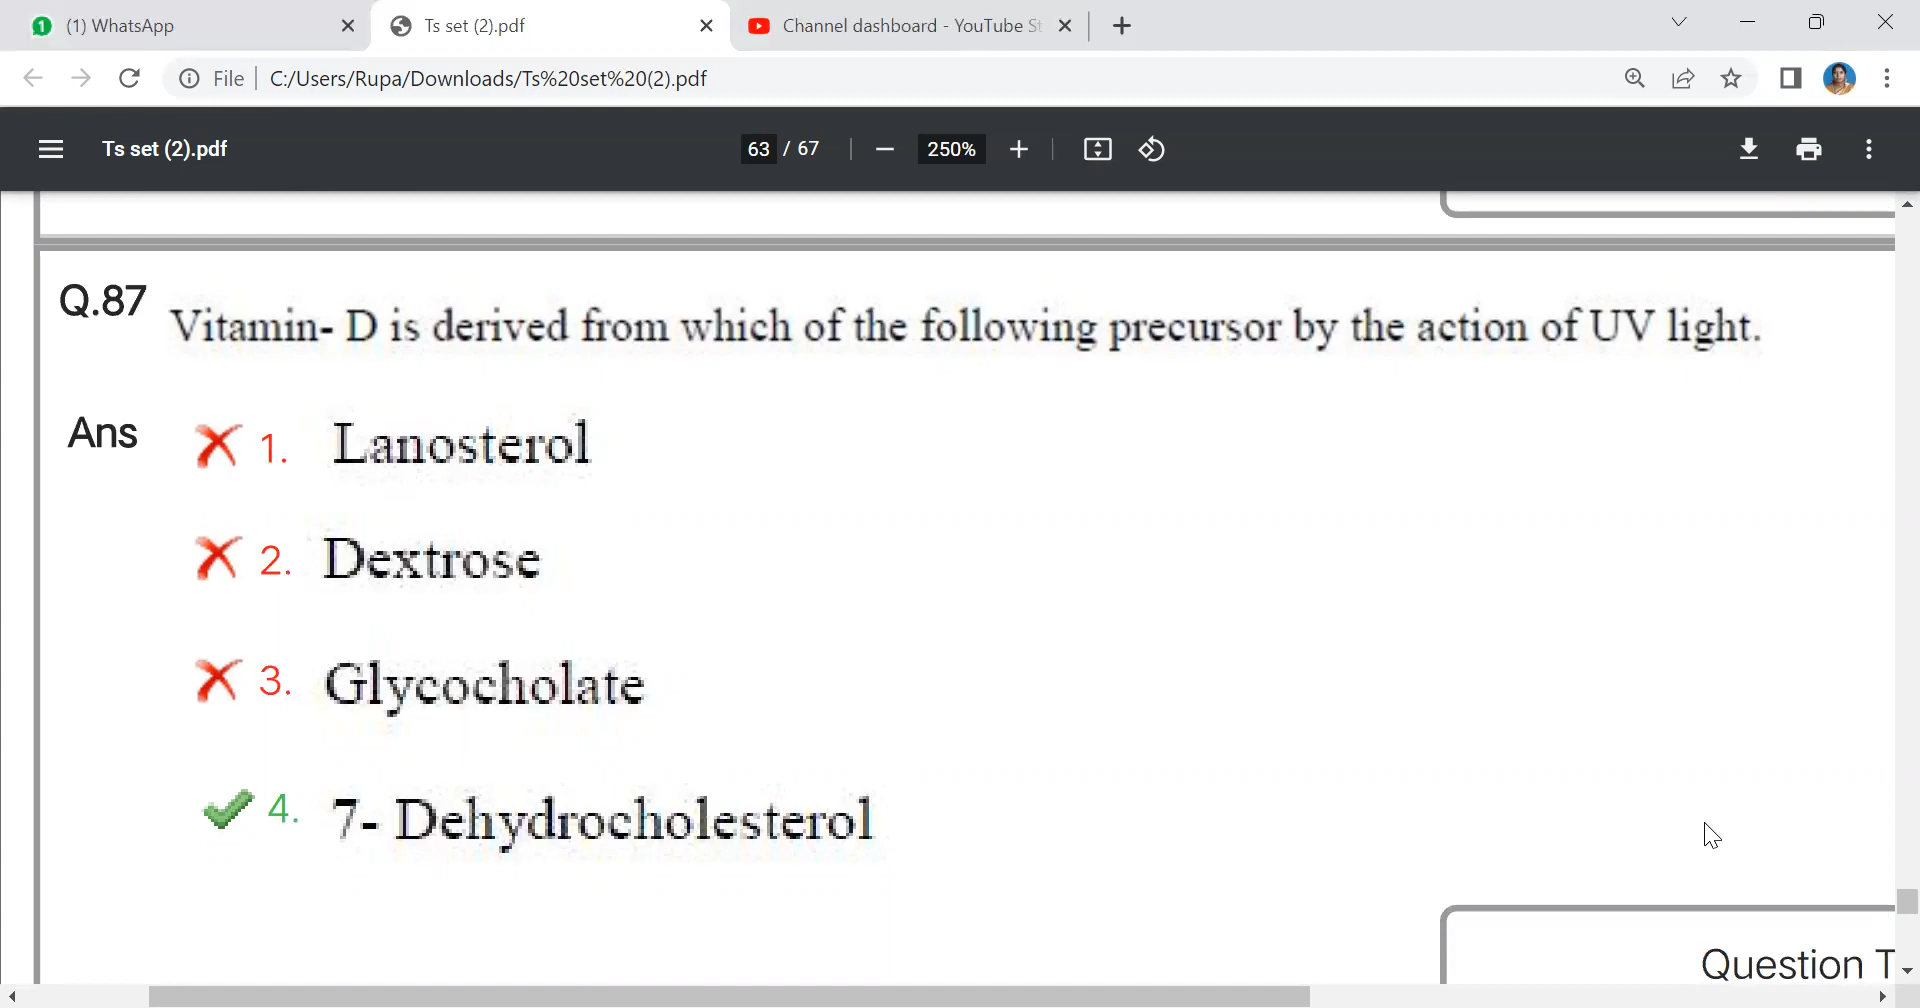 (1) WhatsApp
Ts set (2).pdf
Channel dashboard - YouTube St
File
C:/Users/Rupa/Downloads/Ts%20set%20(2).pdf
Ts set (2).pdf
63 / 67
250%
Q.87 Vitamin- D is derived from which of the following precursor by the action of UV light.
Ans 1. Lanosterol
2. Dextrose
3. Glycocholate
4. 7- Dehydrocholesterol
Question T